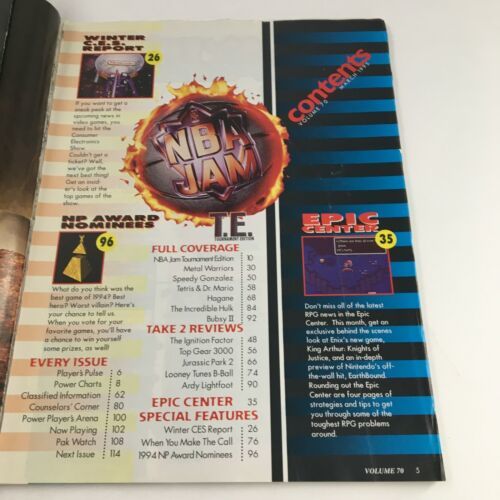 WINTER
C.E.S.
REPORT
26
If you want to get a
sneak peak at the
upcoming news in
video games, you
need to hit the
Consumer
Electronics
Show.
Couldn't get a
ticket? Well,
we've got the
next best thing!
Get an insid-
er's look at the
top games of the
show.
NBA
JAM
T.E.
TOURNAMENT EDITION
contents
VOLUME 70 MARCH 1995
NP AWARD
NOMINEES
96
What do you think was the
best game of 1994? Best
hero? Worst villain? Here's
your chance to tell us.
When you vote for your
favorite games, you'll have
a chance to win yourself
some prizes, as well!
EVERY ISSUE
Player's Pulse 6
Power Charts 8
Classified Information 62
Counselors' Corner 80
Power Player's Arena 100
Now Playing 102
Pak Watch 108
Next Issue 114
FULL COVERAGE
NBA Jam Tournament Edition 10
Metal Warriors 30
Speedy Gonzalez 50
Tetris & Dr. Mario 58
Hagane 68
The Incredible Hulk 84
Bubsy II 92
TAKE 2 REVIEWS
The Ignition Factor 48
Top Gear 3000 56
Jurassic Park 2 66
Looney Tunes B-Ball 74
Ardy Lightfoot 90
EPIC CENTER 35
SPECIAL FEATURES
Winter CES Report 26
When You Make The Call 76
1994 NP Award Nominees 96
EPIC
CENTER
35
Don't miss all of the latest
RPG news in the Epic
Center. This month, get an
exclusive behind the scenes
look at Enix's new game,
King Arthur: Knights of
Justice, and an in-depth
preview of Nintendo's off-
the-wall hit, EarthBound.
Rounding out the Epic
Center are four pages of
strategies and tips to get
you through some of the
toughest RPG problems
around.
VOLUME 70 5